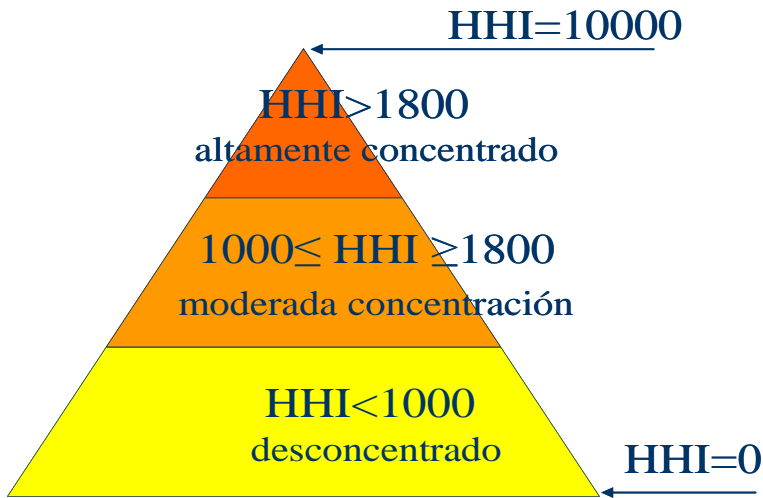 HHI=10000
HHI>1800
altamente concentrado
1000≤ HHI ≥1800
moderada concentración
HHI<1000
desconcentrado
HHI=0